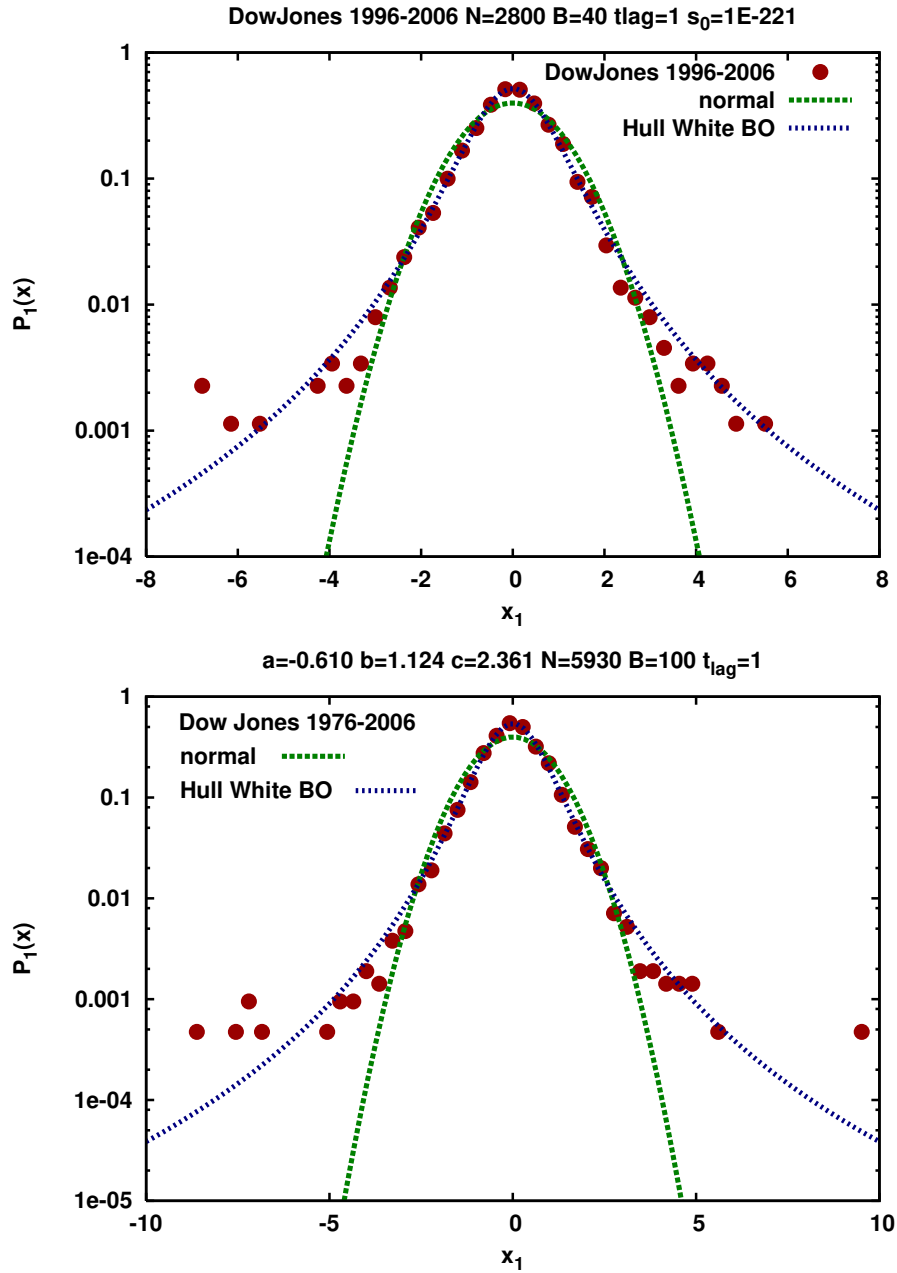 DowJones 1996-2006 N=2800 B=40 tlag=1 s0=1E-221
DowJones 1996-2006
normal
Hull White BO
1
0.1
0.01
0.001
1e-04
P1(x)
-8 -6 -4 -2 0 2 4 6 8
x1
a=-0.610 b=1.124 c=2.361 N=5930 B=100 tlag=1
Dow Jones 1976-2006
normal
Hull White BO
1
0.1
0.01
0.001
1e-04
1e-05
P1(x)
-10 -5 0 5 10
x1